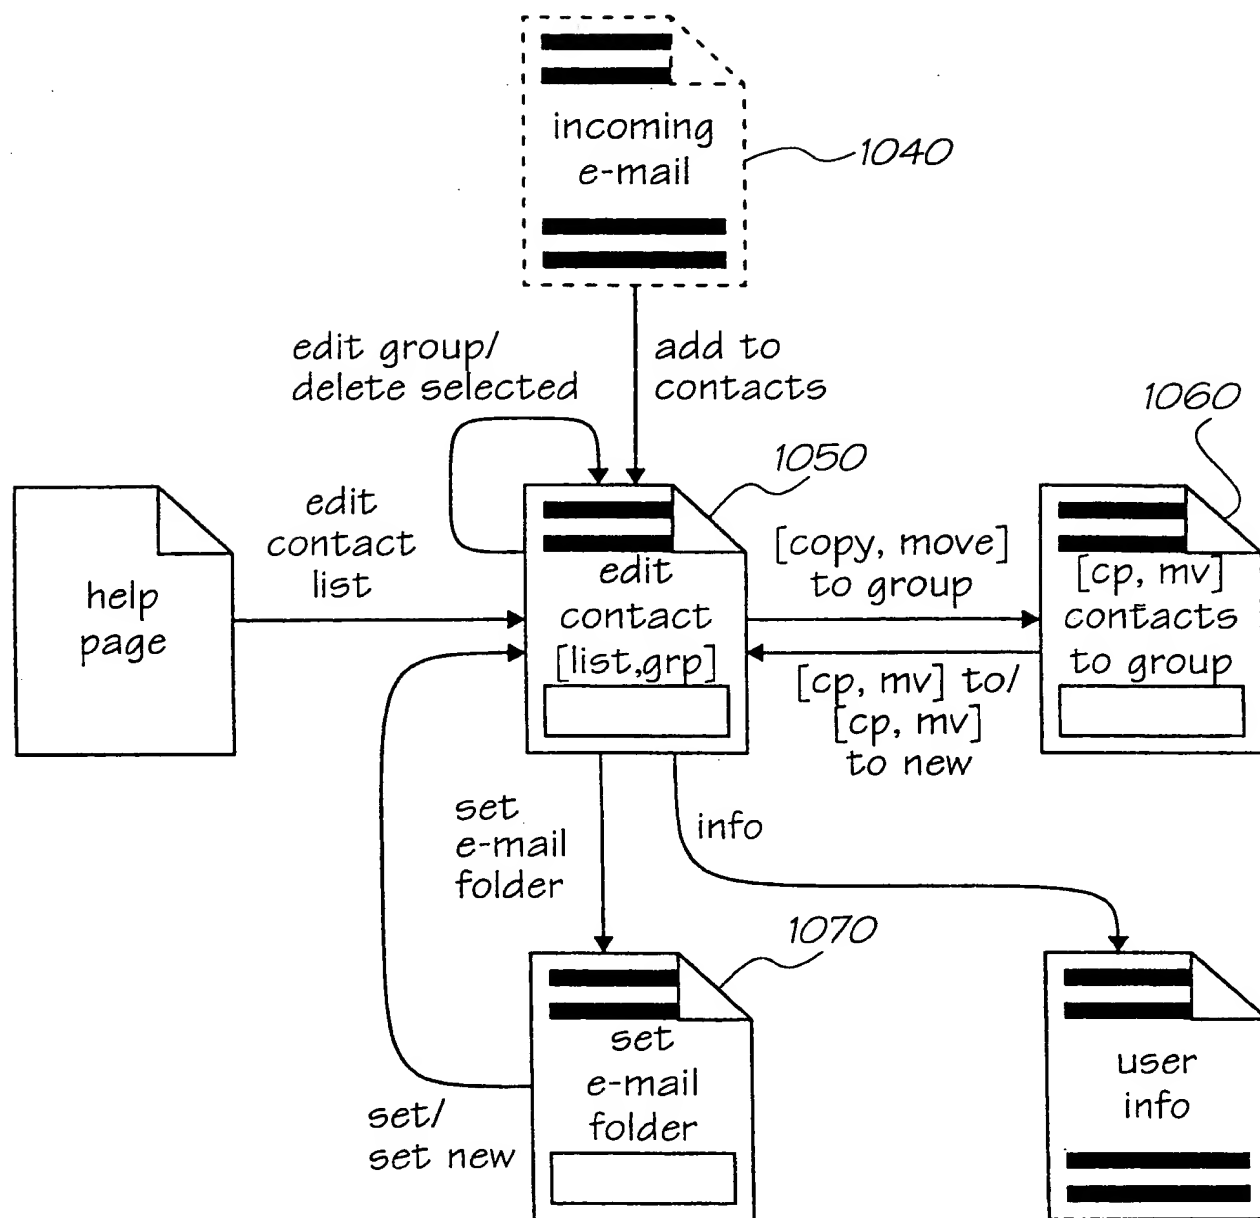 incoming
e-mail
1040
edit group/
delete selected
add to
contacts
1060
1050
edit
contact
list
[copy, move]
to group
help
page
edit
contact
[list,grp]
[cp, mv]
contacts
to group
[cp, mv] to/
[cp, mv]
to new
set
e-mail
folder
info
1070
set
e-mail
folder
user
info
set/
set new